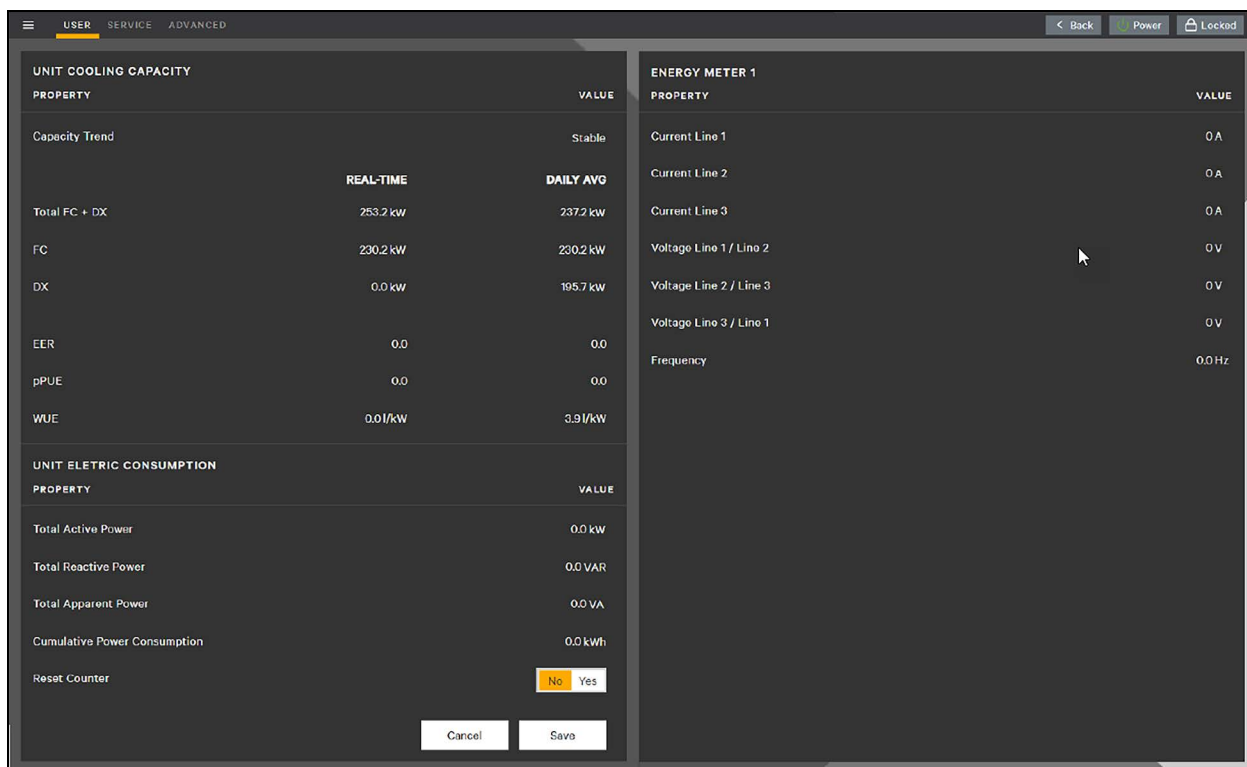 USER SERVICE ADVANCED
Back Power Locked
UNIT COOLING CAPACITY
PROPERTY VALUE
Capacity Trend Stable
REAL-TIME DAILY AVG
Total FC + DX 253.2 kW 237.2 kW
FC 230.2 kW 230.2 kW
DX 0.0 kW 195.7 kW
EER 0.0 0.0
pPUE 0.0 0.0
WUE 0.0 l/kW 3.9 l/kW
UNIT ELETRIC CONSUMPTION
PROPERTY VALUE
Total Active Power 0.0 kW
Total Reactive Power 0.0 VAR
Total Apparent Power 0.0 VA
Cumulative Power Consumption 0.0 kWh
Reset Counter No Yes
Cancel Save
ENERGY METER 1
PROPERTY VALUE
Current Line 1 0 A
Current Line 2 0 A
Current Line 3 0 A
Voltage Line 1 / Line 2 0 V
Voltage Line 2 / Line 3 0 V
Voltage Line 3 / Line 1 0 V
Frequency 0.0 Hz